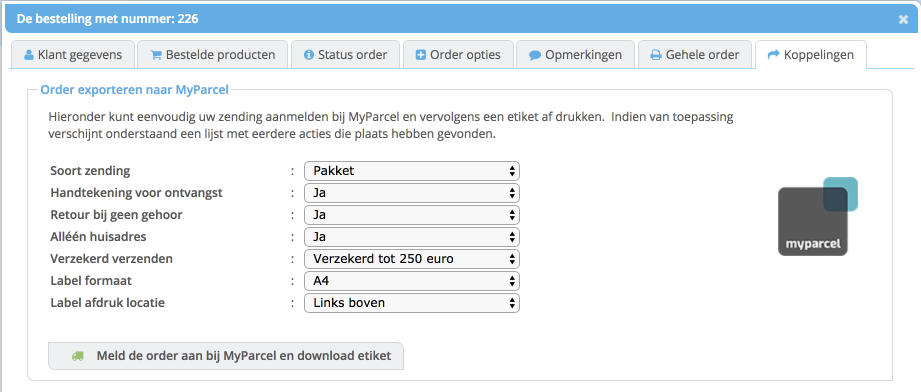 De bestelling met nummer: 226
Klant gegevens Bestelde producten Status order Order opties Opmerkingen Gehele order Koppelingen
Order exporteren naar MyParcel
Hieronder kunt eenvoudig uw zending aanmelden bij MyParcel en vervolgens een etiket af drukken. Indien van toepassing
verschijnt onderstaand een lijst met eerdere acties die plaats hebben gevonden.
Soort zending : Pakket
Handtekening voor ontvangst : Ja
Retour bij geen gehoor : Ja
Alléén huisadres : Ja
Verzekerd verzenden : Verzekerd tot 250 euro
Label formaat : A4
Label afdruk locatie : Links boven
myparcel
Meld de order aan bij MyParcel en download etiket